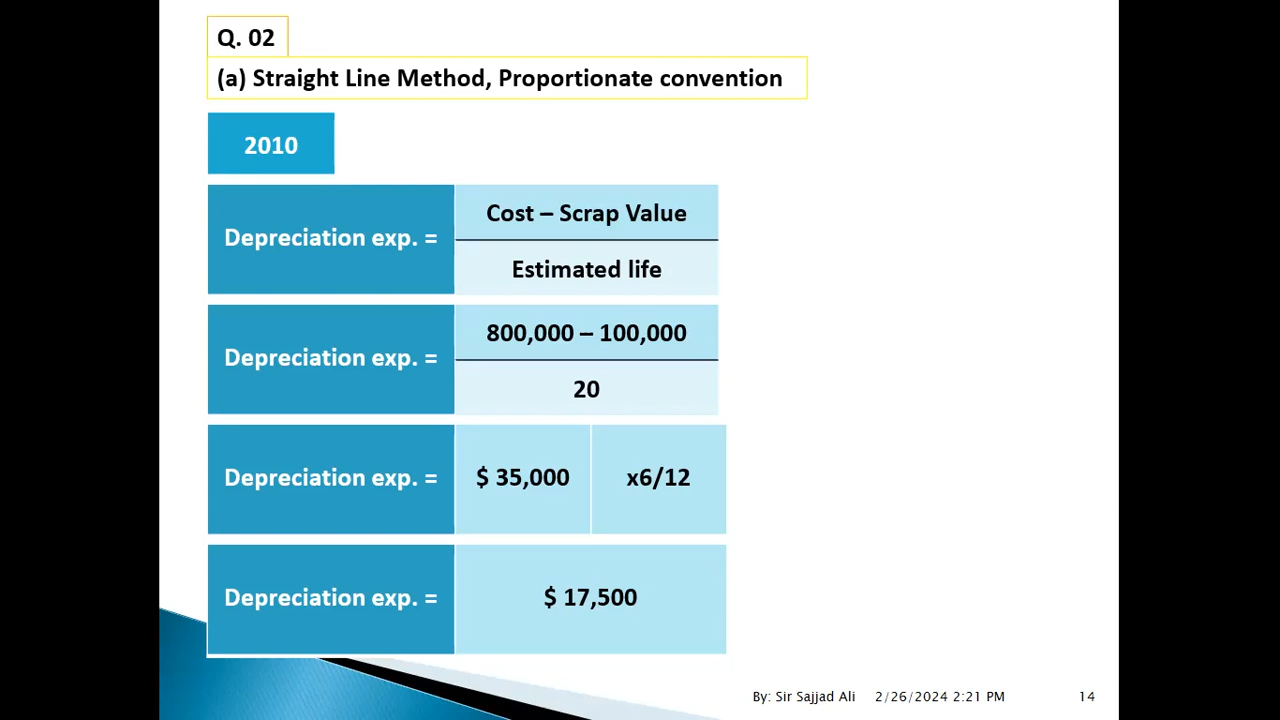 Q. 02
(a) Straight Line Method, Proportionate convention
2010
Depreciation exp. =
Cost – Scrap Value
Estimated life
Depreciation exp. =
800,000 – 100,000
20
Depreciation exp. =
$ 35,000
x6/12
Depreciation exp. =
$ 17,500
By: Sir Sajjad Ali 2/26/2024 2:21 PM 14